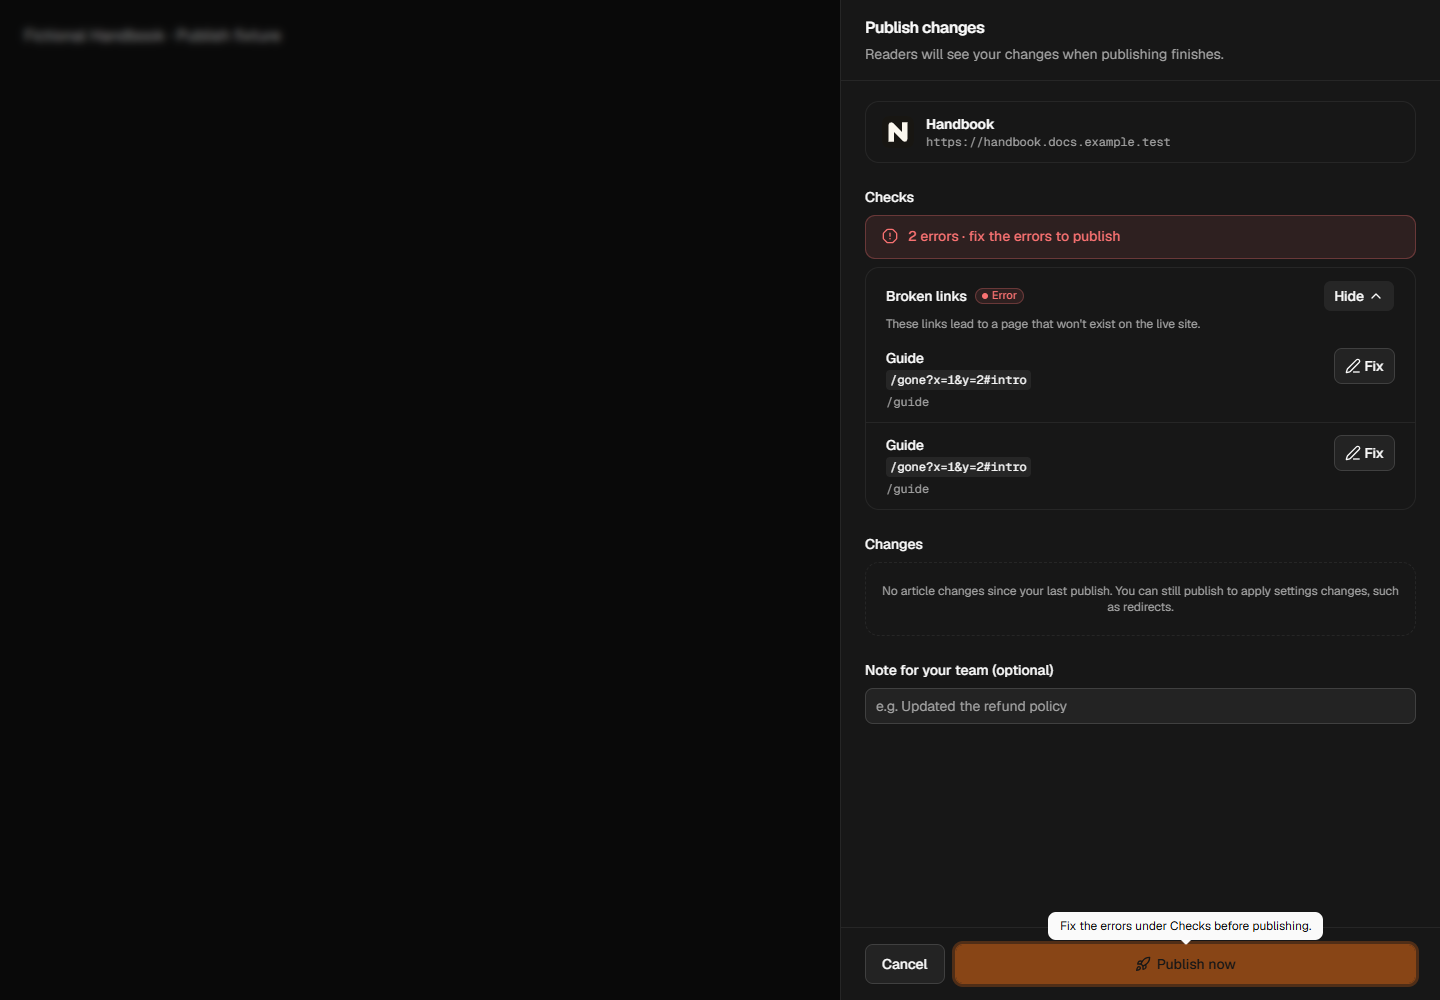 Fictional Handbook · Publish fixture
Publish changes
Readers will see your changes when publishing finishes.
N
Handbook
https://handbook.docs.example.test
Checks
2 errors · fix the errors to publish
Broken links
Error
Hide
These links lead to a page that won't exist on the live site.
Guide
/gone?x=1&y=2#intro
/guide
Fix
Guide
/gone?x=1&y=2#intro
/guide
Fix
Changes
No article changes since your last publish. You can still publish to apply settings changes, such
as redirects.
Note for your team (optional)
e.g. Updated the refund policy
Fix the errors under Checks before publishing.
Cancel
Publish now